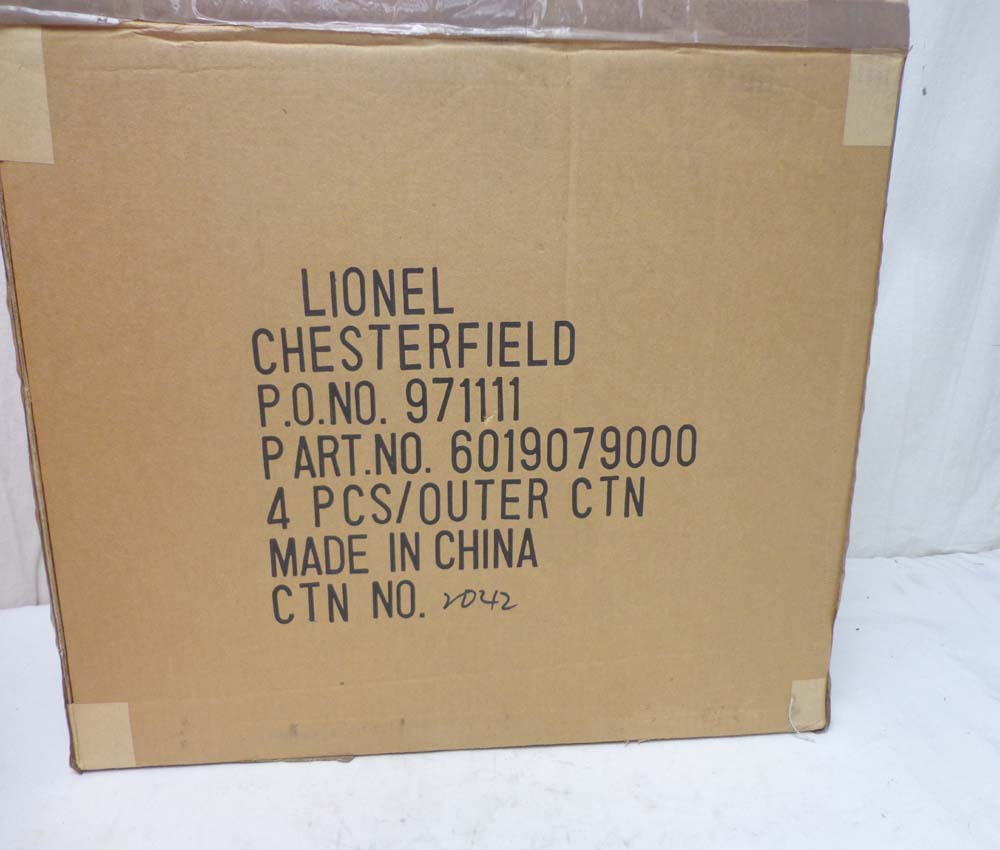 LIONEL
CHESTERFIELD
P.O.NO. 971111
PART.NO. 6019079000
4 PCS/OUTER CTN
MADE IN CHINA
CTN NO. 2042